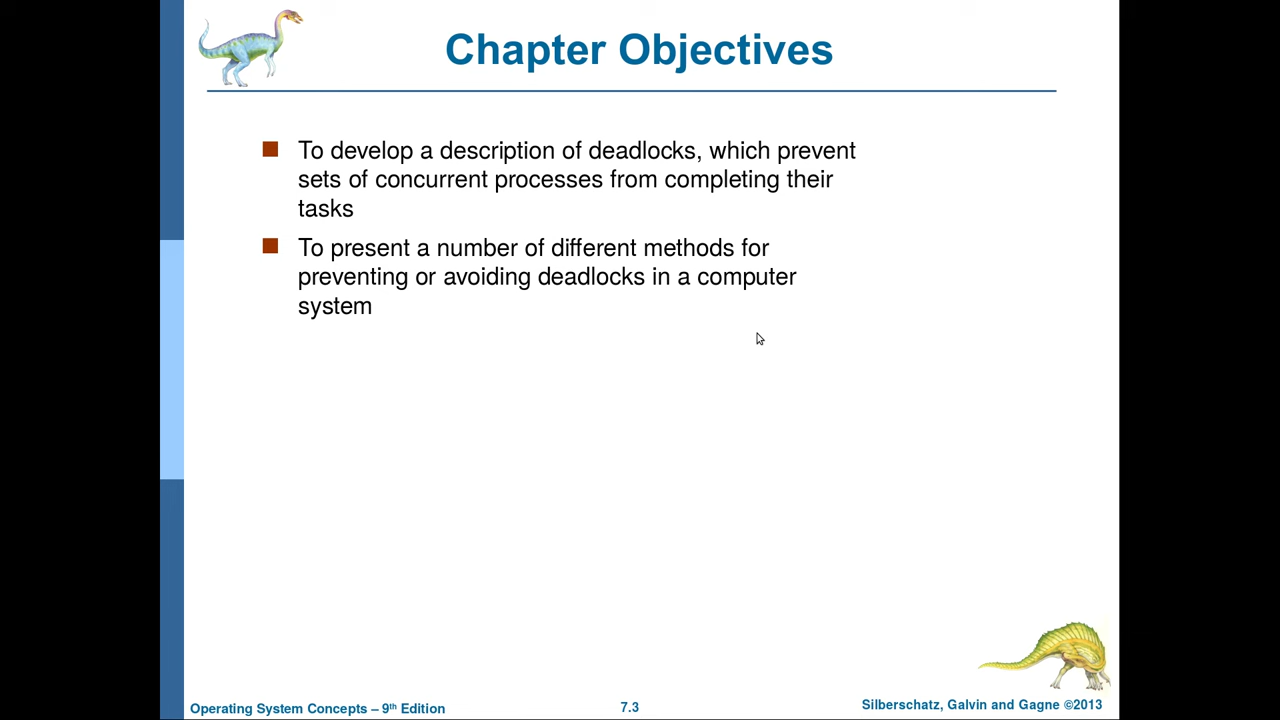 Chapter Objectives
To develop a description of deadlocks, which prevent
sets of concurrent processes from completing their
tasks
To present a number of different methods for
preventing or avoiding deadlocks in a computer
system
Operating System Concepts – 9th Edition
7.3
Silberschatz, Galvin and Gagne ©2013